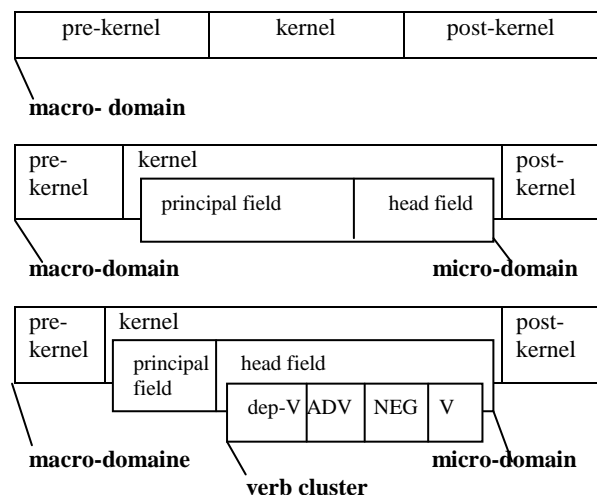 pre-kernel kernel post-kernel
macro- domain
pre- kernel post-
kernel kernel
principal field head field
macro-domain micro-domain
pre- kernel post-
kernel kernel
principal head field
field
dep-V ADV NEG V
macro-domaine micro-domain
verb cluster